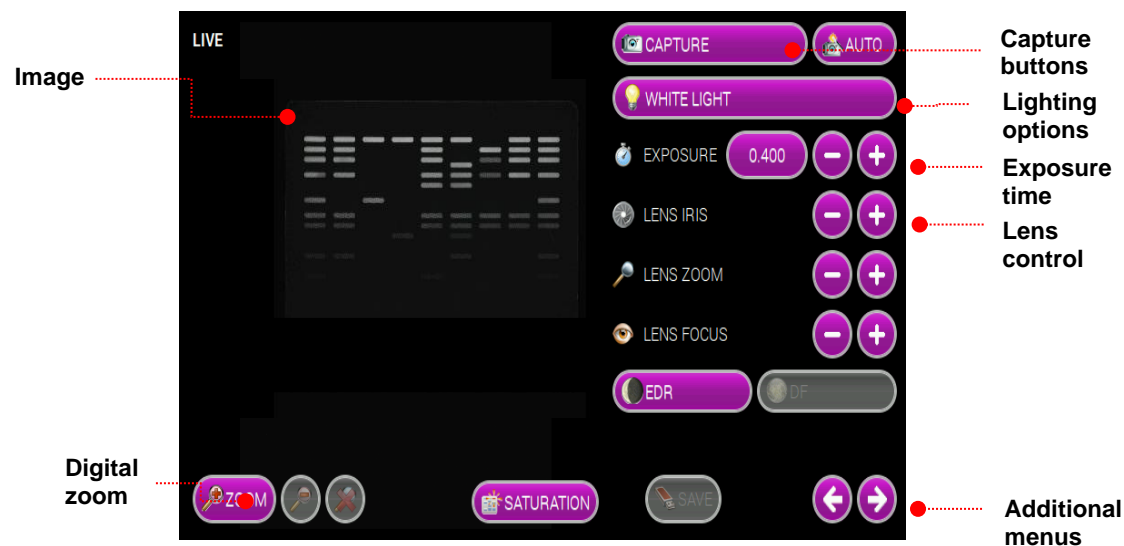 LIVE
CAPTURE
AUTO
Capture
buttons
Image
WHITE LIGHT
Lighting
options
EXPOSURE 0.400 - +
Exposure
time
LENS IRIS - +
Lens
control
LENS ZOOM - +
LENS FOCUS - +
EDR
DF
Digital
zoom
ZOOM
SATURATION
SAVE
Additional
menus